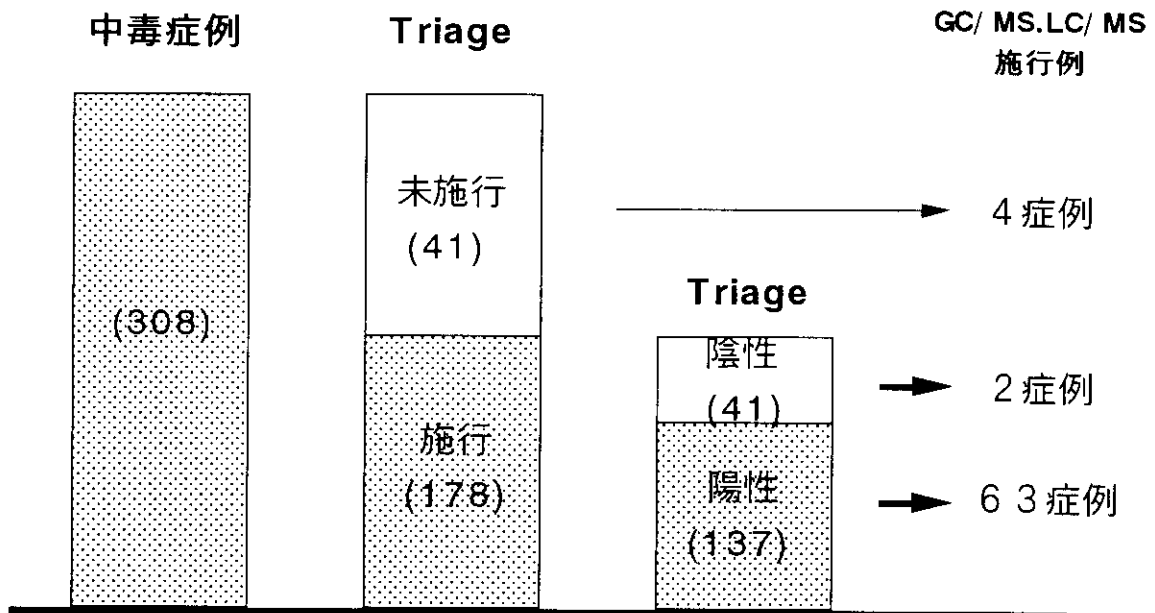 中毒症例
Triage
GC/ MS.LC/ MS
施行例
(308)
未施行
(41)
4症例
施行
(178)
Triage
陰性
(41)
2症例
陽性
(137)
6 3症例